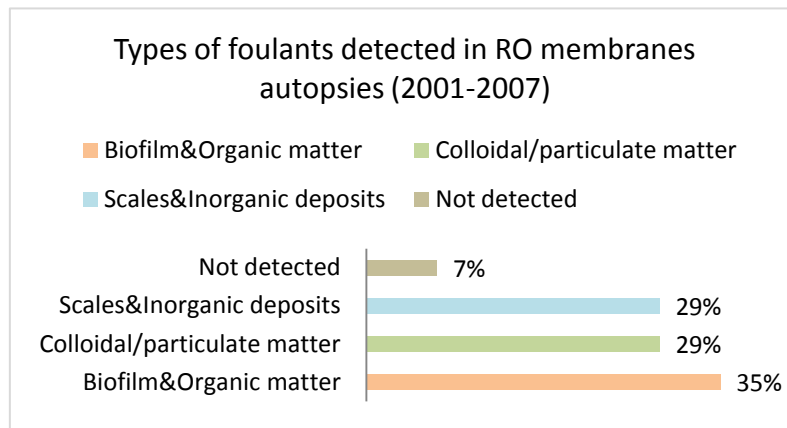 Types of foulants detected in RO membranes
autopsies (2001-2007)
Biofilm&Organic matter Colloidal/particulate matter
Scales&Inorganic deposits Not detected
Not detected 7%
Scales&Inorganic deposits 29%
Colloidal/particulate matter 29%
Biofilm&Organic matter 35%